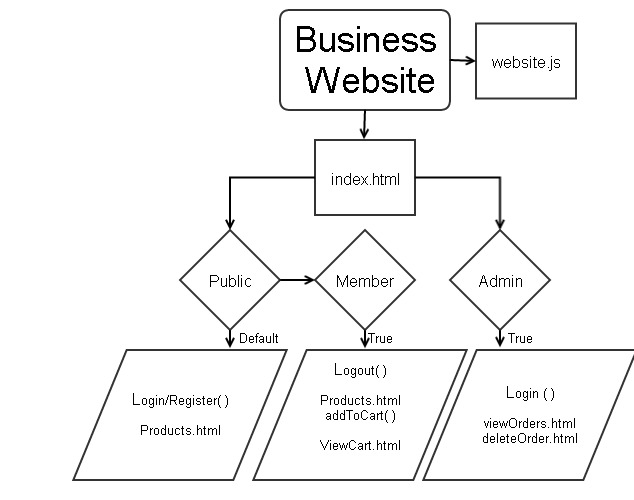 Business
Website
website.js
index.html
Public
Member
Admin
Default
True
True
Login/Register( )
Products.html
Logout( )
Products.html
addToCart( )
ViewCart.html
Login ( )
viewOrders.html
deleteOrder.html